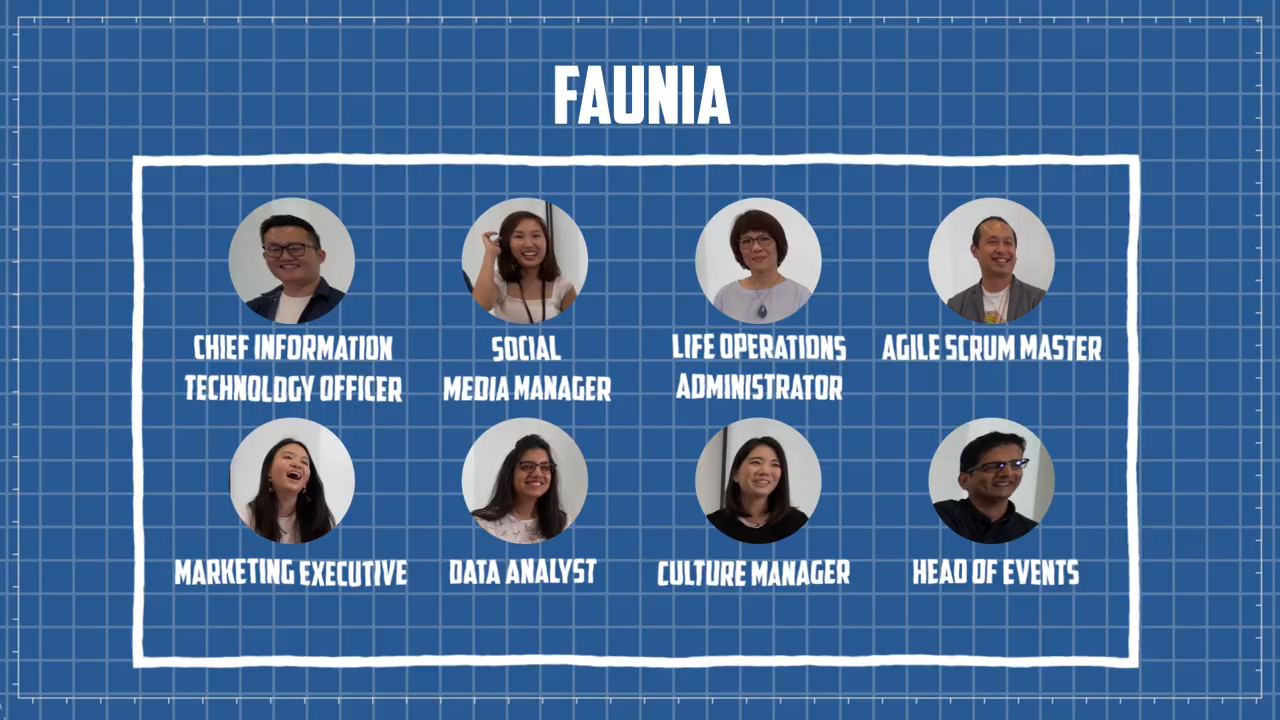 FAUNIA
CHIEF INFORMATION
TECHNOLOGY OFFICER
SOCIAL
MEDIA MANAGER
LIFE OPERATIONS
ADMINISTRATOR
AGILE SCRUM MASTER
MARKETING EXECUTIVE
DATA ANALYST
CULTURE MANAGER
HEAD OF EVENTS